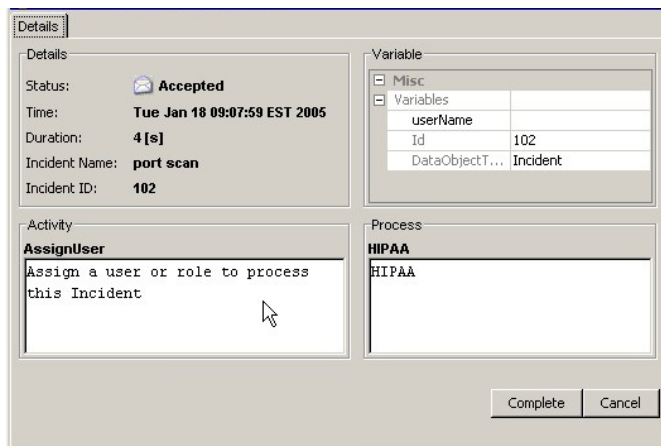 Details
Details
Status: Accepted
Time: Tue Jan 18 09:07:59 EST 2005
Duration: 4 [s]
Incident Name: port scan
Incident ID: 102
Variable
Misc
Variables
userName
Id 102
DataObjectT... Incident
Activity
AssignUser
Assign a user or role to process
this Incident
Process
HIPAA
HIPAA
Complete Cancel